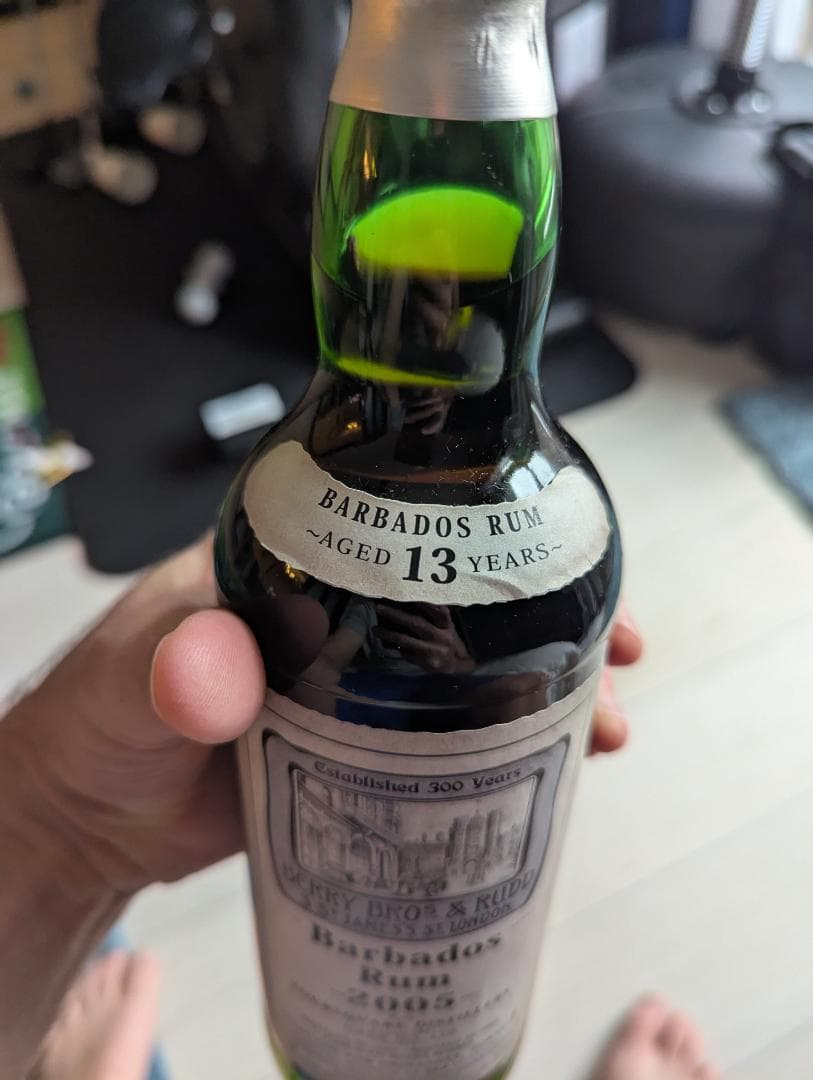 BARBADOS RUM
~AGED 13 YEARS~
Established 300 Years
BERRY BROS & RUDD
3 ST JAMES'S ST. LONDON
Barbados
Rum
~2005~